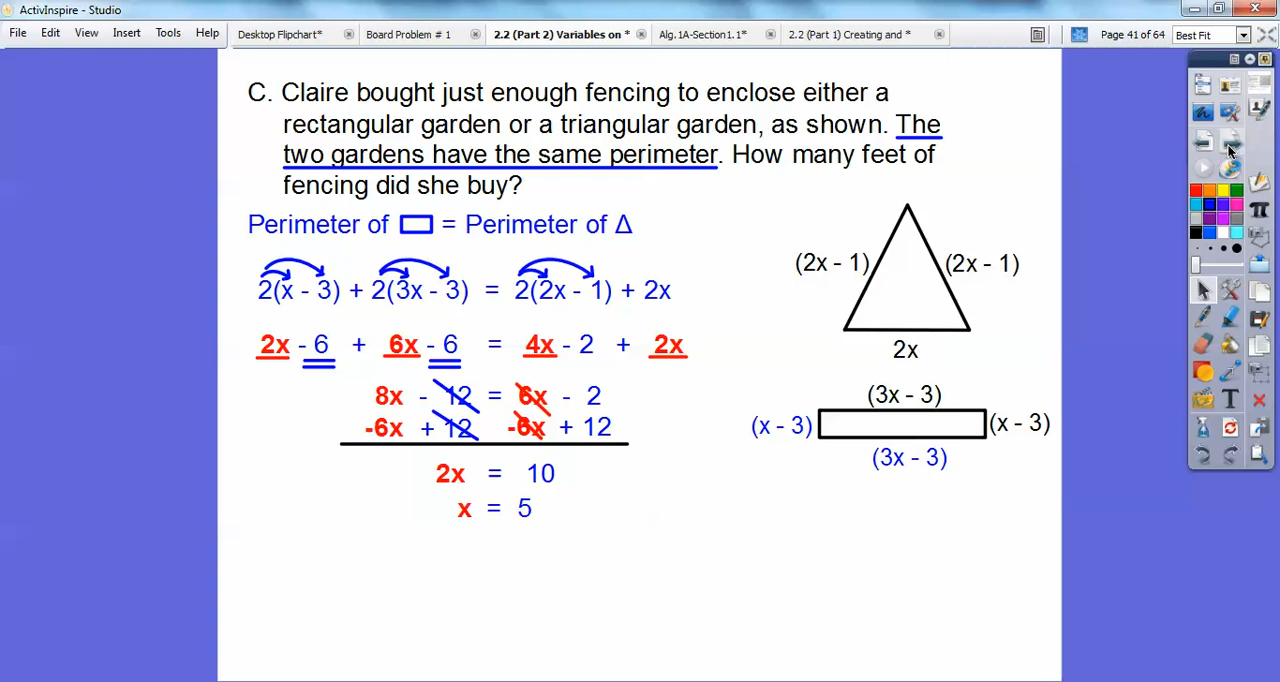 ActivInspire - Studio
File Edit View Insert Tools Help
Desktop Flipchart* Board Problem # 1 2.2 (Part 2) Variables on * Alg. 1A-Section1.1* 2.2 (Part 1) Creating and * Page 41 of 64 Best Fit
C. Claire bought just enough fencing to enclose either a
rectangular garden or a triangular garden, as shown. The
two gardens have the same perimeter. How many feet of
fencing did she buy?
Perimeter of ▭ = Perimeter of Δ
2(x - 3) + 2(3x - 3) = 2(2x - 1) + 2x
2x - 6 + 6x - 6 = 4x - 2 + 2x
8x - 12 = 6x - 2
-6x + 12 -6x + 12
2x = 10
x = 5
(2x - 1) (2x - 1)
2x
(3x - 3)
(x - 3) (x - 3)
(3x - 3)